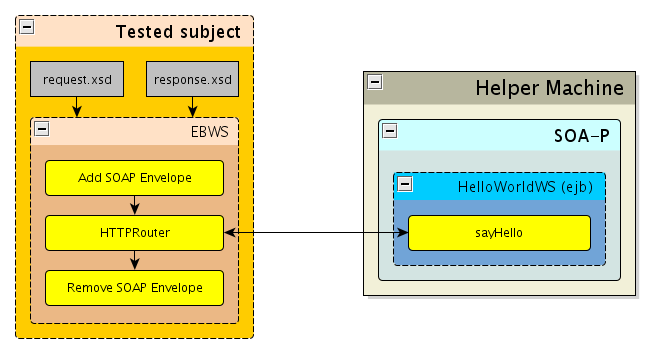 Tested subject
request.xsd
response.xsd
EBWS
Add SOAP Envelope
HTTPRouter
Remove SOAP Envelope
Helper Machine
SOA-P
HelloWorldWS (ejb)
sayHello